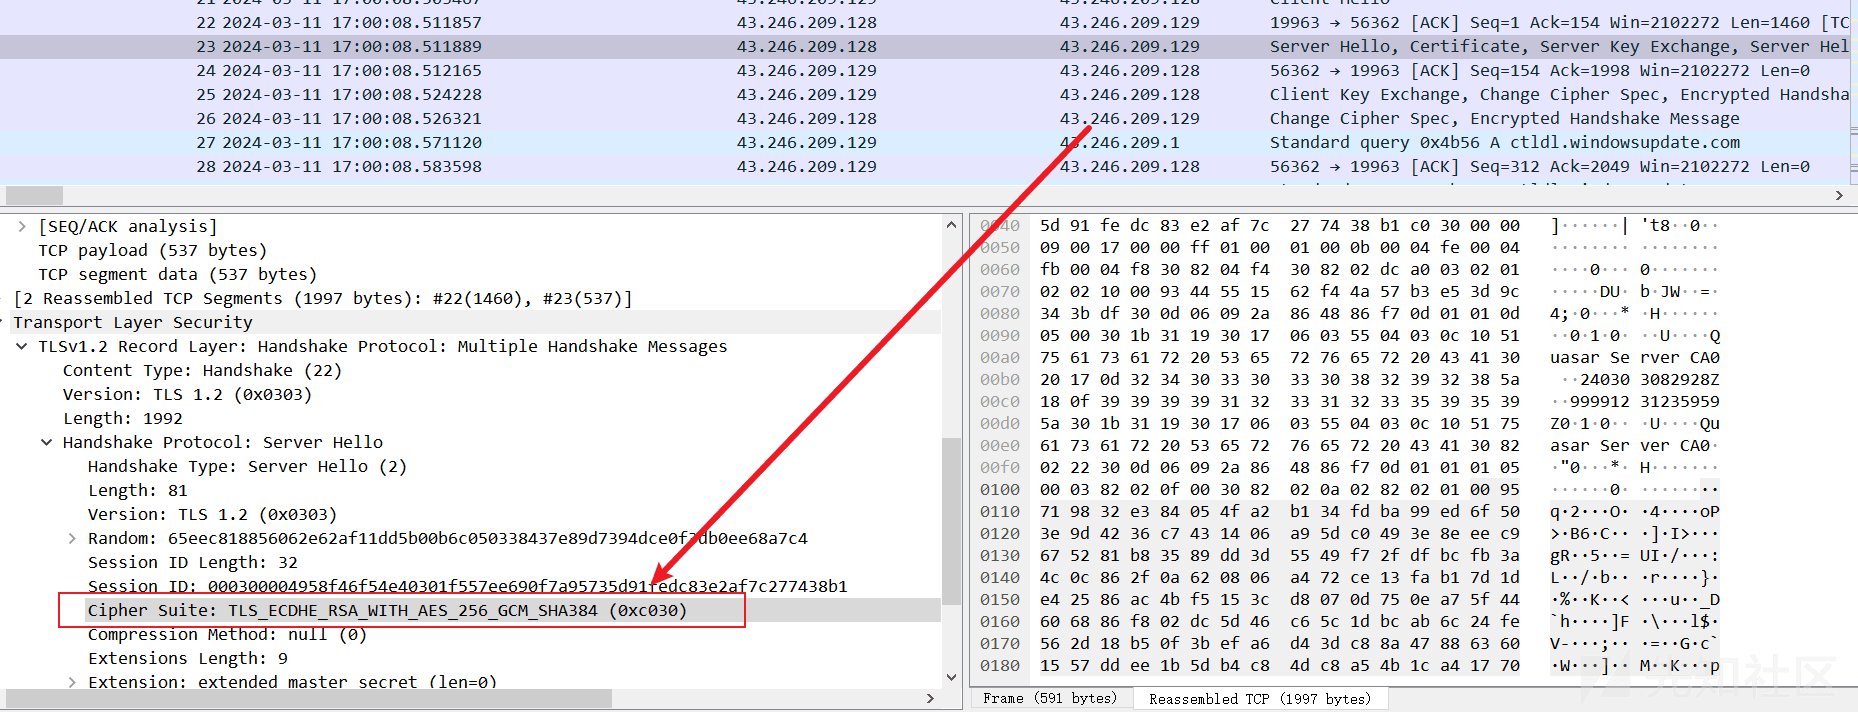 22 2024-03-11 17:00:08.511857 43.246.209.128 43.246.209.129 19963 → 56362 [ACK] Seq=1 Ack=154 Win=2102272 Len=1460 [TC
23 2024-03-11 17:00:08.511889 43.246.209.128 43.246.209.129 Server Hello, Certificate, Server Key Exchange, Server Hel
24 2024-03-11 17:00:08.512165 43.246.209.129 43.246.209.128 56362 → 19963 [ACK] Seq=154 Ack=1998 Win=2102272 Len=0
25 2024-03-11 17:00:08.524228 43.246.209.129 43.246.209.128 Client Key Exchange, Change Cipher Spec, Encrypted Handsha
26 2024-03-11 17:00:08.526321 43.246.209.128 43.246.209.129 Change Cipher Spec, Encrypted Handshake Message
27 2024-03-11 17:00:08.571120 43.246.209.129 43.246.209.1 Standard query 0x4b56 A ctldl.windowsupdate.com
28 2024-03-11 17:00:08.583598 43.246.209.129 43.246.209.128 56362 → 19963 [ACK] Seq=312 Ack=2049 Win=2102272 Len=0
[SEQ/ACK analysis]
TCP payload (537 bytes)
TCP segment data (537 bytes)
[2 Reassembled TCP Segments (1997 bytes): #22(1460), #23(537)]
Transport Layer Security
TLSv1.2 Record Layer: Handshake Protocol: Multiple Handshake Messages
Content Type: Handshake (22)
Version: TLS 1.2 (0x0303)
Length: 1992
Handshake Protocol: Server Hello
Handshake Type: Server Hello (2)
Length: 81
Version: TLS 1.2 (0x0303)
Random: 65eec818856062e62af11dd5b00b6c050338437e89d7394dce0f7db0ee68a7c4
Session ID Length: 32
Session ID: 000300004958f46f54e40301f557ee690f7a95735d91fedc83e2af7c277438b1
Cipher Suite: TLS_ECDHE_RSA_WITH_AES_256_GCM_SHA384 (0xc030)
Compression Method: null (0)
Extensions Length: 9
Extension: extended_master_secret (len=0)
0040 5d 91 fe dc 83 e2 af 7c 27 74 38 b1 c0 30 00 00 ]······| 't8··0··
0050 09 00 17 00 00 ff 01 00 01 00 0b 00 04 fe 00 04 ········ ········
0060 fb 00 04 f8 30 82 04 f4 30 82 02 dc a0 03 02 01 ····0··· 0·······
0070 02 02 10 00 93 44 55 15 62 f4 4a 57 b3 e5 3d 9c ·····DU· b·JW··=·
0080 34 3b df 30 0d 06 09 2a 86 48 86 f7 0d 01 01 0d 4;·0···* ·H······
0090 05 00 30 1b 31 19 30 17 06 03 55 04 03 0c 10 51 ··0·1·0· ··U····Q
00a0 75 61 73 61 72 20 53 65 72 76 65 72 20 43 41 30 uasar Se rver CA0
00b0 20 17 0d 32 34 30 33 30 33 30 38 32 39 32 38 5a ··24030 3082928Z
00c0 18 0f 39 39 39 39 31 32 33 31 32 33 35 39 35 39 ··999912 31235959
00d0 5a 30 1b 31 19 30 17 06 03 55 04 03 0c 10 51 75 Z0·1·0·· ·U····Qu
00e0 61 73 61 72 20 53 65 72 76 65 72 20 43 41 30 82 asar Ser ver CA0·
00f0 02 22 30 0d 06 09 2a 86 48 86 f7 0d 01 01 01 05 ·"0···*· H·······
0100 00 03 82 02 0f 00 30 82 02 0a 02 82 02 01 00 95 ······0· ········
0110 71 98 32 e3 84 05 4f a2 b1 34 fd ba 99 ed 6f 50 q·2···O· ·4····oP
0120 3e 9d 42 36 c7 43 14 06 a9 5d c0 49 3e 8e ee c9 >·B6·C·· ·]·I>···
0130 67 52 81 b8 35 89 dd 3d 55 49 f7 2f df bc fb 3a gR··5··= UI·/···:
0140 4c 0c 86 2f 0a 62 08 06 a4 72 ce 13 fa b1 7d 1d L··/·b·· ·r····}·
0150 e4 25 86 ac 4b f5 15 3c d8 07 0d 75 0e a7 5f 44 ·%··K··< ···u··_D
0160 60 68 86 f8 02 dc 5d 46 c6 5c 1d bc ab 6c 24 fe `h····]F ·\···l$·
0170 56 2d 18 b5 0f 3b ef a6 d4 3d c8 8a 47 88 63 60 V-···;·· ·=··G·c`
0180 15 57 dd ee 1b 5d b4 c8 4d c8 a5 4b 1c a4 17 70 ·W···]·· M··K···p
Frame (591 bytes) Reassembled TCP (1997 bytes)
先知社区